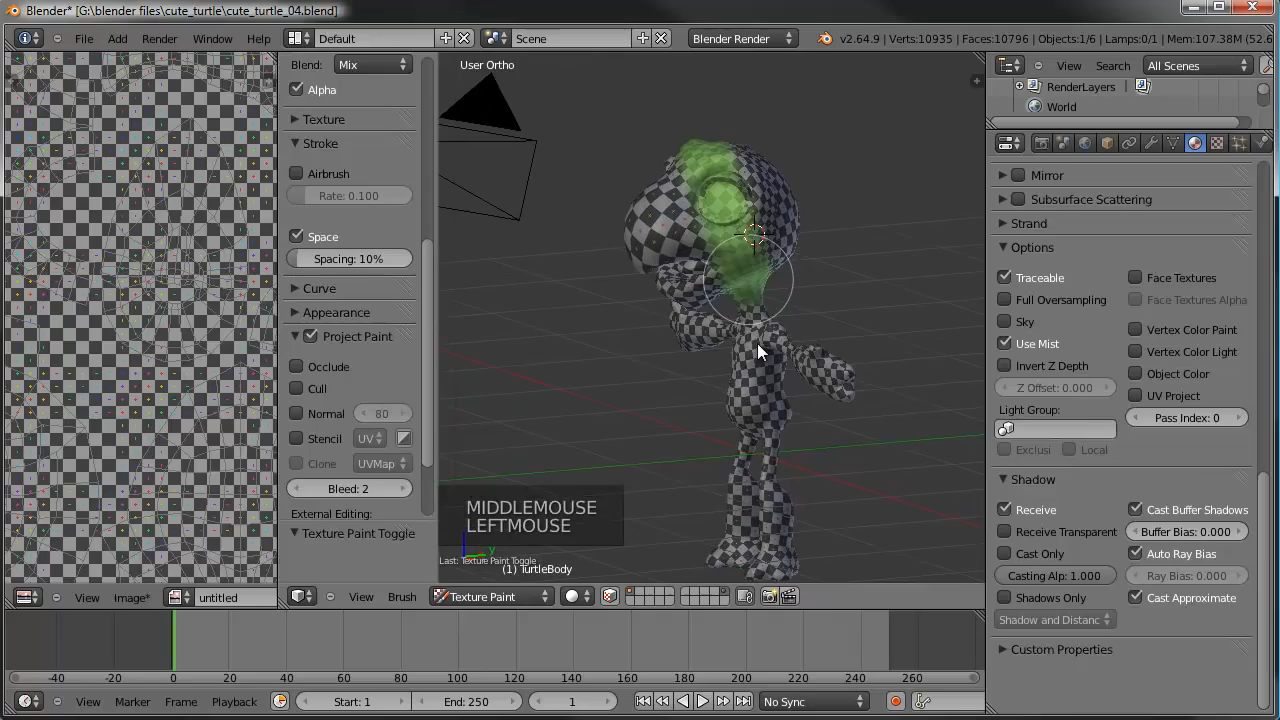 Blender* [G:\blender files\cute_turtle\cute_turtle_04.blend]
File Add Render Window Help Default Scene Blender Render v2.64.9 | Verts:10935 | Faces:10796 | Objects:1/6 | Lamps:0/1 | Mem:107.38M (52.6
Blend: Mix
Alpha
Texture
Stroke
Airbrush
Rate: 0.100
Space
Spacing: 10%
Curve
Appearance
Project Paint
Occlude
Cull
Normal 80
Stencil UV
Clone UVMap
Bleed: 2
External Editing:
Texture Paint Toggle
User Ortho
MIDDLEMOUSE
LEFTMOUSE
y
Last: Texture Paint Toggle
(1) TurtleBody
View Search All Scenes
RenderLayers
World
Mirror
Subsurface Scattering
Strand
Options
Traceable Face Textures
Full Oversampling Face Textures Alpha
Sky Vertex Color Paint
Use Mist Vertex Color Light
Invert Z Depth Object Color
Z Offset: 0.000 UV Project
Light Group: Pass Index: 0
Exclusi Local
Shadow
Receive Cast Buffer Shadows
Receive Transparent Buffer Bias: 0.000
Cast Only Auto Ray Bias
Casting Alp: 1.000 Ray Bias: 0.000
Shadows Only Cast Approximate
Shadow and Distanc
Custom Properties
View Image* untitled View Brush Texture Paint
-40 -20 0 20 40 60 80 100 120 140 160 180 200 220 240 260
View Marker Frame Playback Start: 1 End: 250 1 No Sync